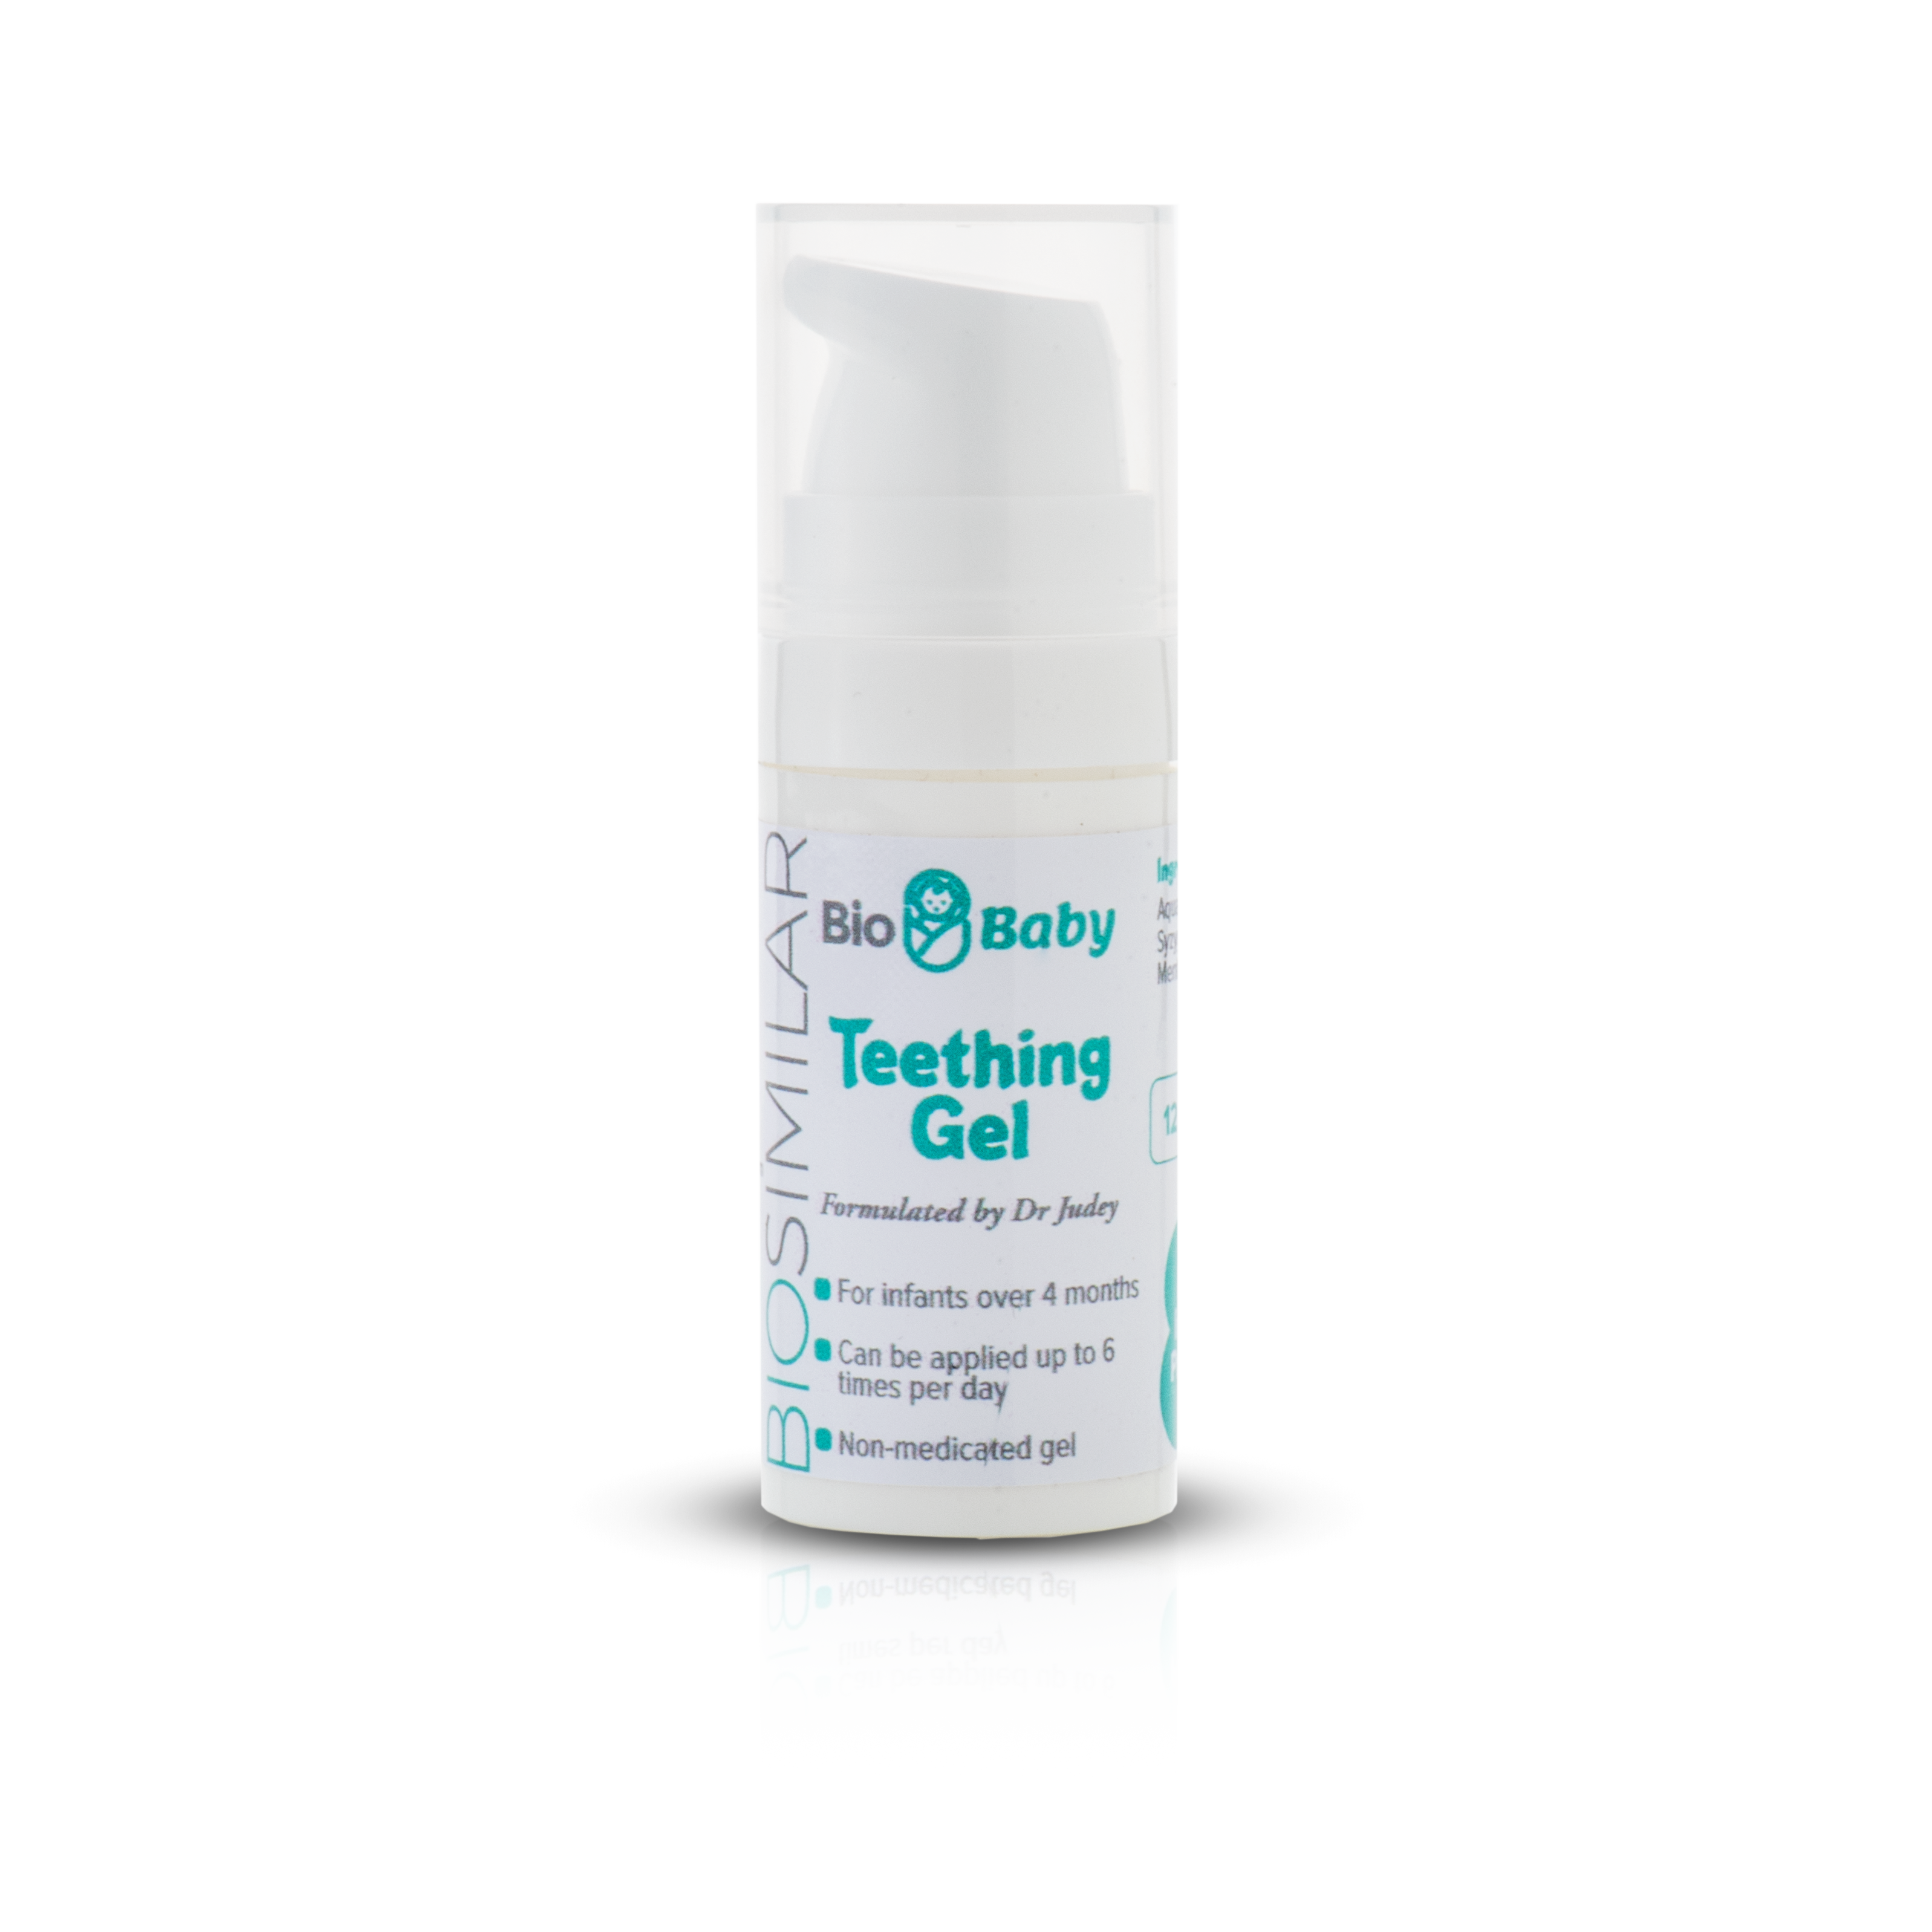 BIOSIMILAR
Bio Baby
Teething
Gel
Formulated by Dr Judey
For infants over 4 months
Can be applied up to 6
times per day
Non-medicated gel